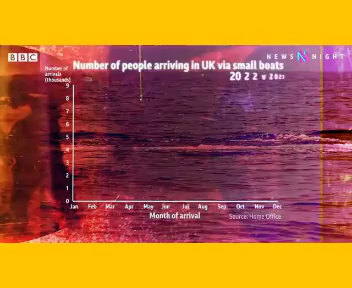 BBC
NEWSNIGHT
Number of people arriving in UK via small boats
2022 v 2021
Number of
arrivals
(thousands)
9
8
7
6
5
4
3
2
1
0
Jan Feb Mar Apr May Jun Jul Aug Sep Oct Nov Dec
Month of arrival
Source: Home Office